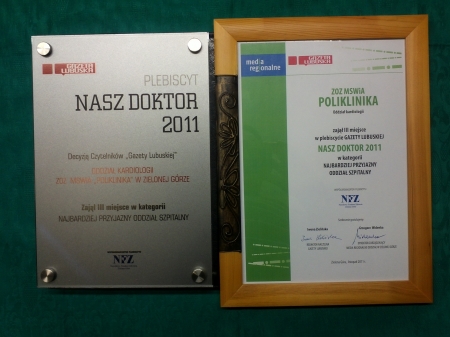 GAZETA
LUBUSKA
PLEBISCYT
NASZ DOKTOR
2011
Decyzją Czytelników „Gazety Lubuskiej"
ODDZIAŁ KARDIOLOGII
ZOZ MSWIA „POLIKLINIKA" W ZIELONEJ GÓRZE
Zajął III miejsce w kategorii
NAJBARDZIEJ PRZYJAZNY ODDZIAŁ SZPITALNY
NFZ
media
regionalne
GAZETA
LUBUSKA
ZOZ MSWIA
POLIKLINIKA
Oddział kardiologii
zajął III miejsce
w plebiscycie GAZETY LUBUSKIEJ
NASZ DOKTOR 2011
w kategorii
NAJBARDZIEJ PRZYJAZNY
ODDZIAŁ SZPITALNY
NFZ